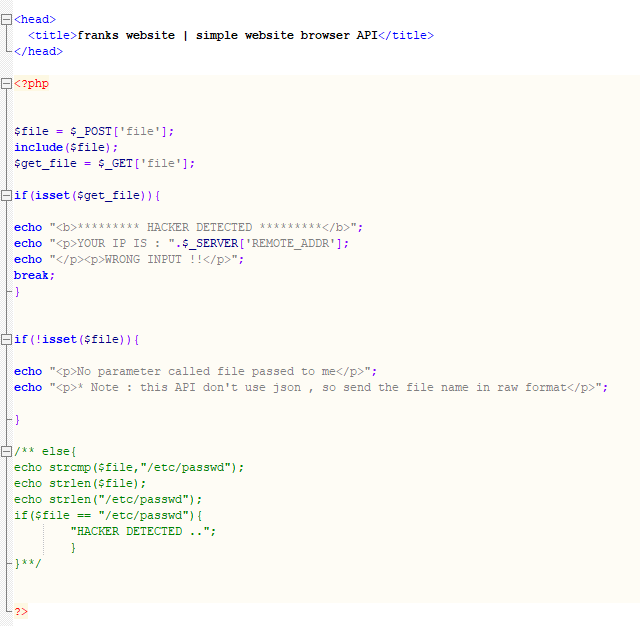 <head>
<title>franks website | simple website browser API</title>
</head>
<?php
$file = $_POST['file'];
include($file);
$get_file = $_GET['file'];
if(isset($get_file)){
echo "<b>********* HACKER DETECTED *********</b>";
echo "<p>YOUR IP IS : ".$_SERVER['REMOTE_ADDR'];
echo "</p><p>WRONG INPUT !!</p>";
break;
}
if(!isset($file)){
echo "<p>No parameter called file passed to me</p>";
echo "<p>* Note : this API don't use json , so send the file name in raw format</p>";
}
/** else{
echo strcmp($file,"/etc/passwd");
echo strlen($file);
echo strlen("/etc/passwd");
if($file == "/etc/passwd"){
"HACKER DETECTED ..";
}
}**/
?>